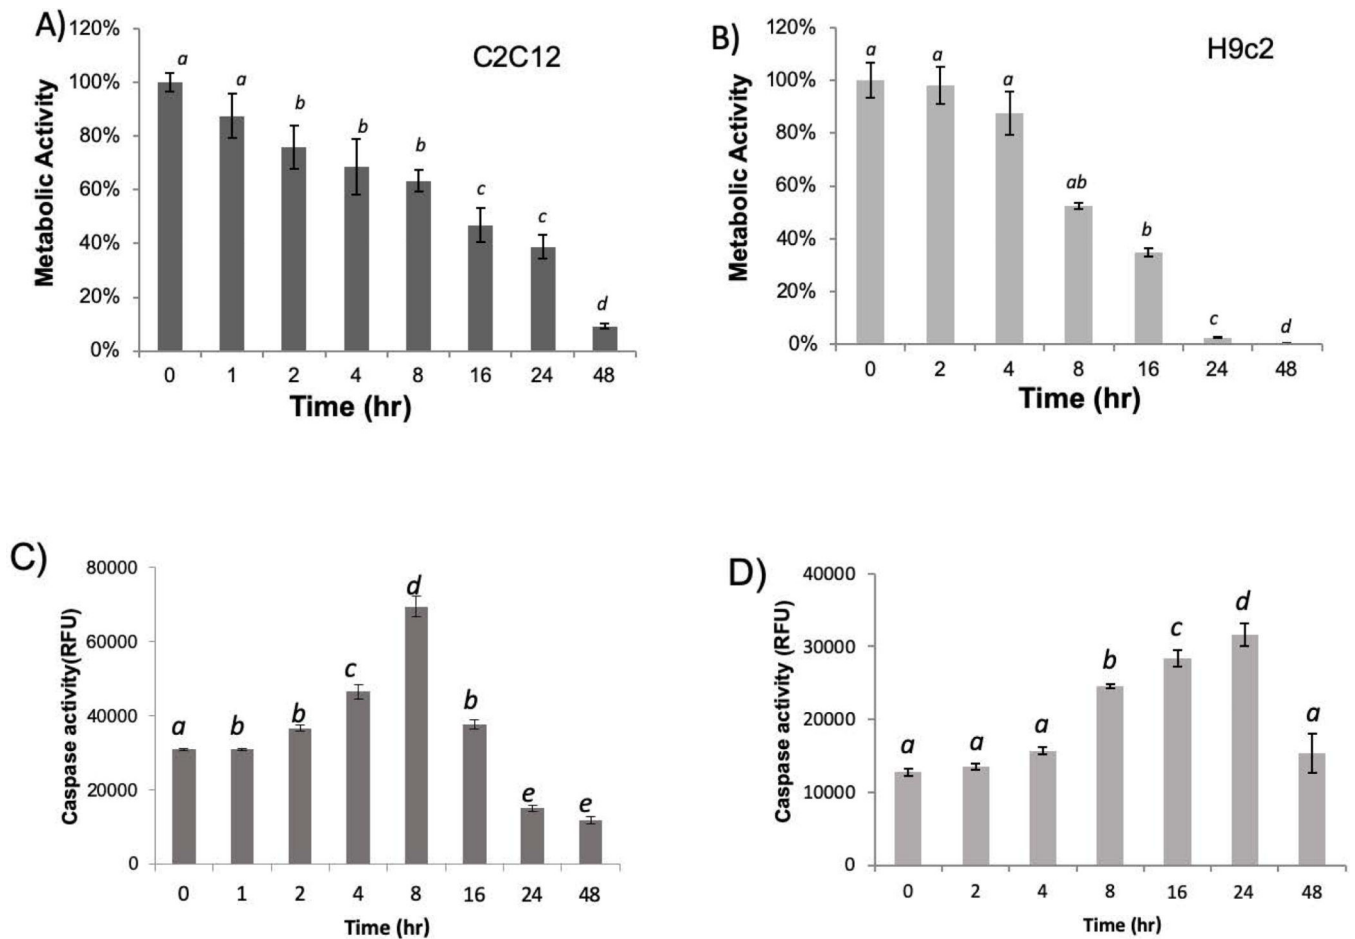 A)
C2C12
Metabolic Activity
120%
100%
80%
60%
40%
20%
0%
a
a
b
b
b
c
c
d
0 1 2 4 8 16 24 48
Time (hr)
B)
H9c2
Metabolic Activity
120%
100%
80%
60%
40%
20%
0%
a
a
a
ab
b
c
d
0 2 4 8 16 24 48
Time (hr)
C)
Caspase activity(RFU)
80000
60000
40000
20000
0
a
b
b
c
d
b
e
e
0 1 2 4 8 16 24 48
Time (hr)
D)
Caspase activity (RFU)
40000
30000
20000
10000
0
a
a
a
b
c
d
a
0 2 4 8 16 24 48
Time (hr)